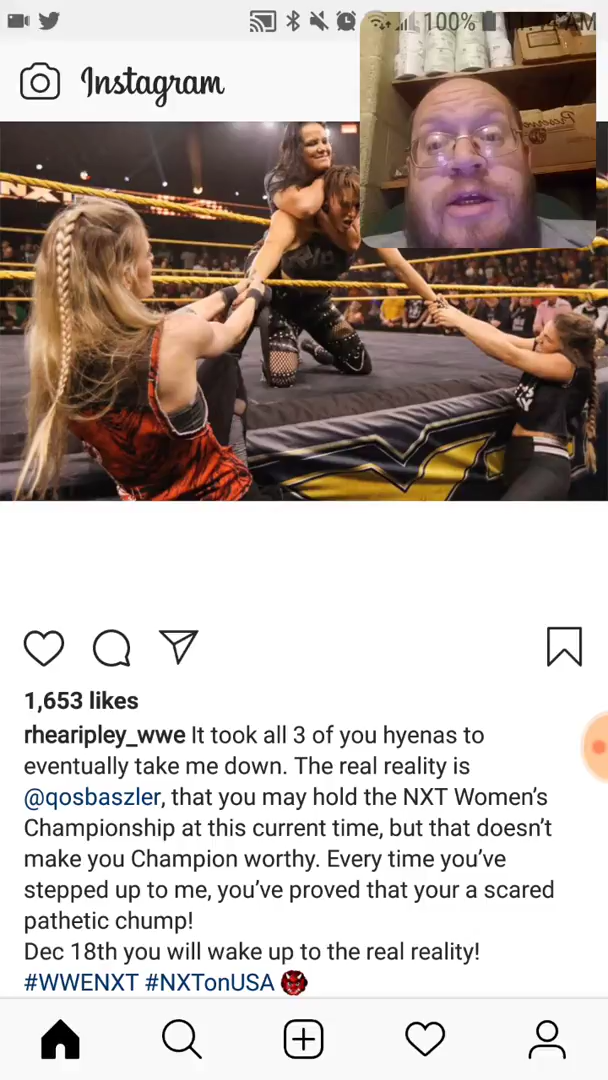 100%
AM
Instagram
NXT
1,653 likes
rhearipley_wwe It took all 3 of you hyenas to
eventually take me down. The real reality is
@qosbaszler, that you may hold the NXT Women's
Championship at this current time, but that doesn't
make you Champion worthy. Every time you've
stepped up to me, you've proved that your a scared
pathetic chump!
Dec 18th you will wake up to the real reality!
#WWENXT #NXTonUSA